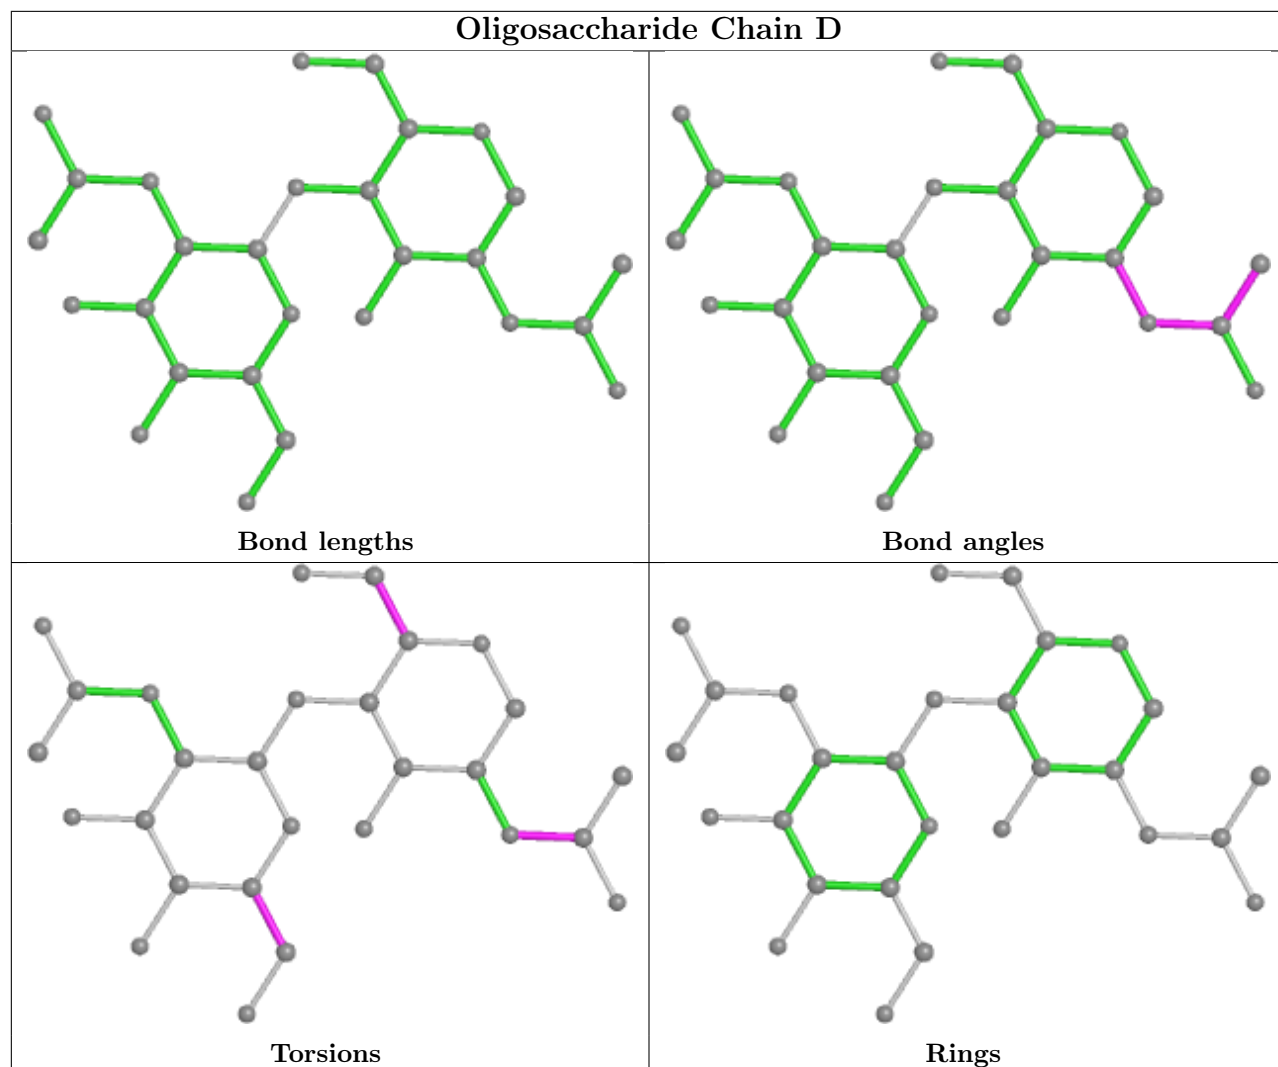 Oligosaccharide Chain D
Bond lengths
Bond angles
Torsions
Rings